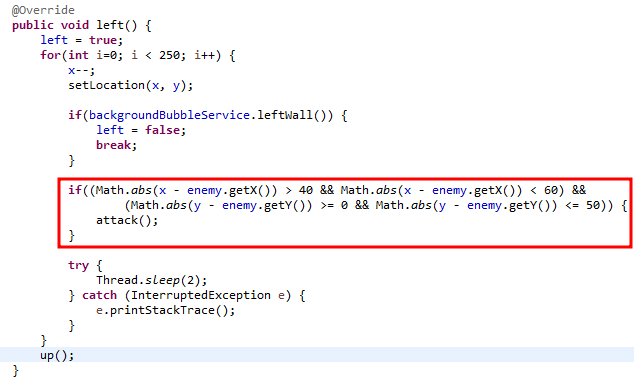 @Override
public void left() {
    left = true;
    for(int i=0; i < 250; i++) {
        x--;
        setLocation(x, y);

        if(backgroundBubbleService.leftWall()) {
            left = false;
            break;
        }

        if((Math.abs(x - enemy.getX()) > 40 && Math.abs(x - enemy.getX()) < 60) &&
                (Math.abs(y - enemy.getY()) >= 0 && Math.abs(y - enemy.getY()) <= 50)) {
            attack();
        }

        try {
            Thread.sleep(2);
        } catch (InterruptedException e) {
            e.printStackTrace();
        }
    }
    up();
}